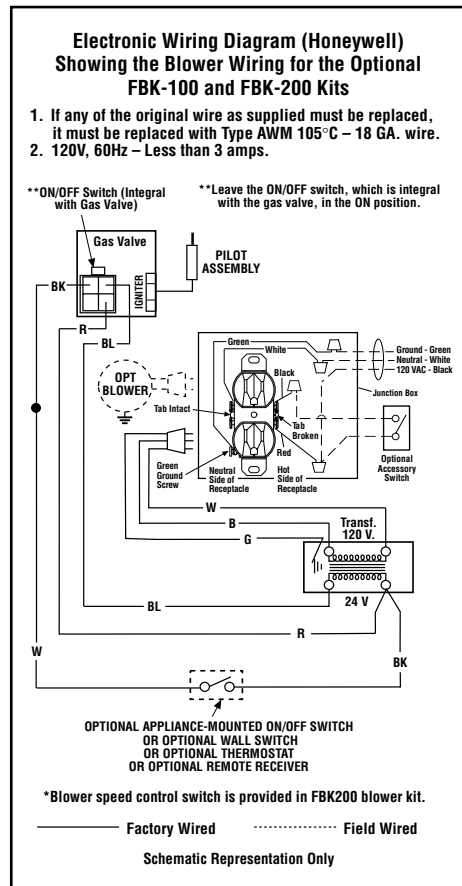 Electronic Wiring Diagram (Honeywell)
Showing the Blower Wiring for the Optional
FBK-100 and FBK-200 Kits
1. If any of the original wire as supplied must be replaced,
it must be replaced with Type AWM 105°C – 18 GA. wire.
2. 120V, 60Hz – Less than 3 amps.
**ON/OFF Switch (Integral
with Gas Valve)
**Leave the ON/OFF switch, which is integral
with the gas valve, in the ON position.
Gas Valve
IGNITER
PILOT
ASSEMBLY
BK
R
BL
OPT
BLOWER
Green
White
Black
Ground - Green
Neutral - White
120 VAC - Black
Junction Box
Tab Intact
Tab
Broken
Red
Green
Ground
Screw
Neutral
Side of
Receptacle
Hot
Side of
Receptacle
Optional
Accessory
Switch
W
B
G
Transf.
120 V.
24 V
BL
R
W
BK
OPTIONAL APPLIANCE-MOUNTED ON/OFF SWITCH
OR OPTIONAL WALL SWITCH
OR OPTIONAL THERMOSTAT
OR OPTIONAL REMOTE RECEIVER
*Blower speed control switch is provided in FBK200 blower kit.
Factory Wired
Field Wired
Schematic Representation Only